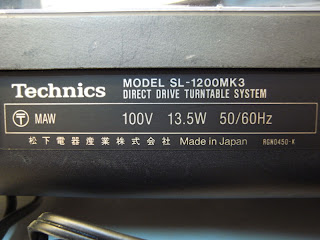 Technics MODEL SL-1200MK3
DIRECT DRIVE TURNTABLE SYSTEM
T MAW 100V 13.5W 50/60Hz
松下電器産業株式会社 Made in Japan RGN0450-K